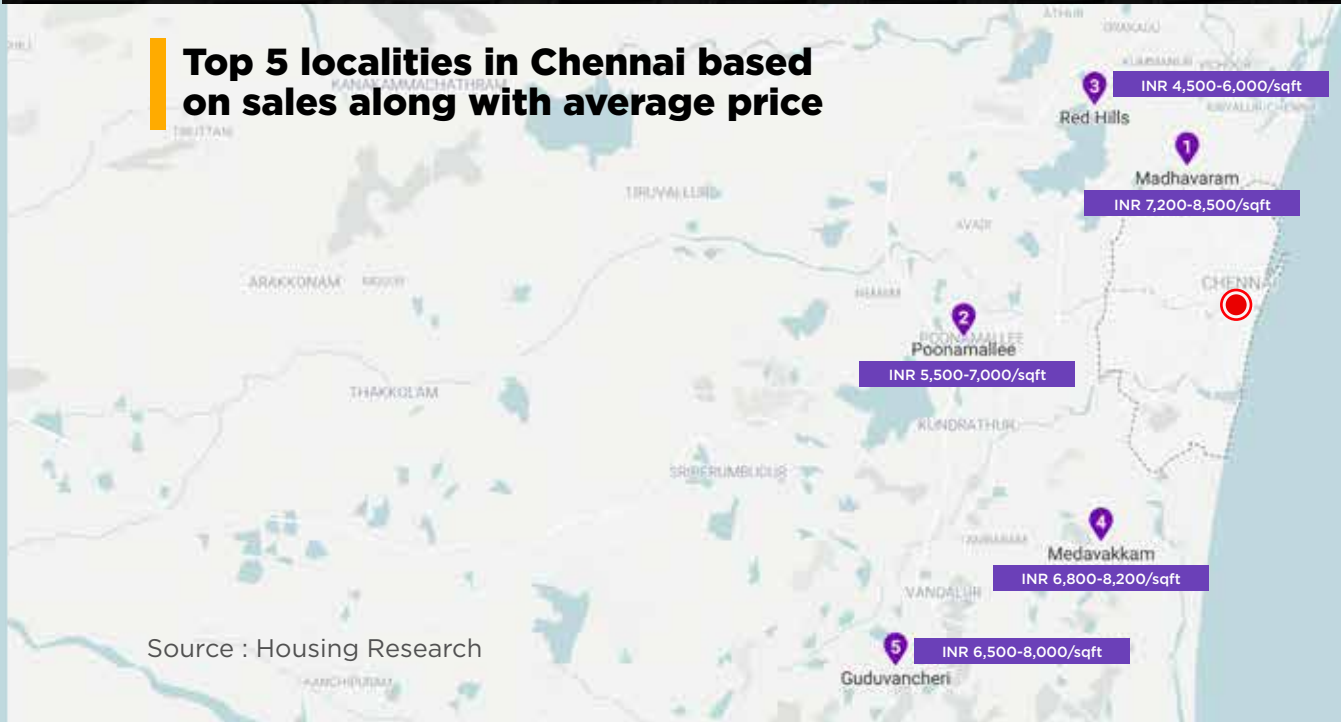 Top 5 localities in Chennai based
on sales along with average price
KANAKAMMACHATHRAM
TIRUTTANI
3
INR 4,500-6,000/sqft
Red Hills
1
Madhavaram
INR 7,200-8,500/sqft
TIRUVALLUR
AVADI
ARAKKONAM
CHENNAI
2
POONAMALLEE
Poonamallee
INR 5,500-7,000/sqft
THAKKOLAM
KUNDRATHUR
SRIPERUMBUDUR
4
Medavakkam
INR 6,800-8,200/sqft
VANDALUR
Source : Housing Research
5
INR 6,500-8,000/sqft
Guduvancheri
KANCHIPURAM